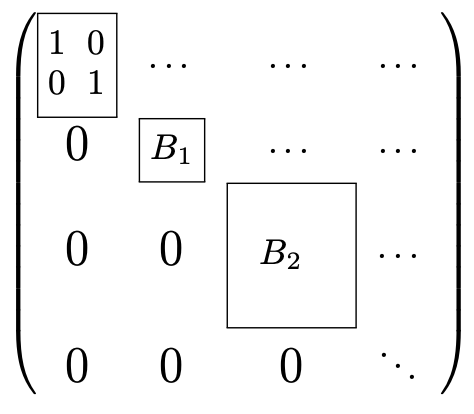 1 0 ⋯ ⋯ ⋯
0 1
0 B₁ ⋯ ⋯
0 0 B₂ ⋯
0 0 0 ⋱